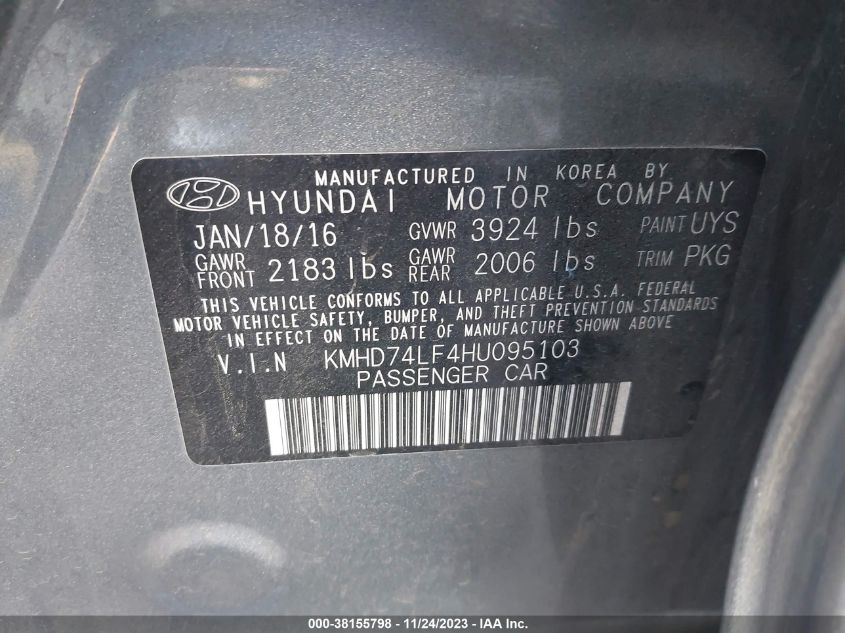 MANUFACTURED IN KOREA BY
HYUNDAI MOTOR COMPANY
JAN/18/16 GVWR 3924 lbs PAINT UYS
GAWR FRONT 2183 lbs GAWR REAR 2006 lbs TRIM PKG
THIS VEHICLE CONFORMS TO ALL APPLICABLE U.S.A. FEDERAL
MOTOR VEHICLE SAFETY, BUMPER, AND THEFT PREVENTION STANDARDS
IN EFFECT ON THE DATE OF MANUFACTURE SHOWN ABOVE
V.I.N KMHD74LF4HU095103
PASSENGER CAR
000-38155798 - 11/24/2023 - IAA Inc.